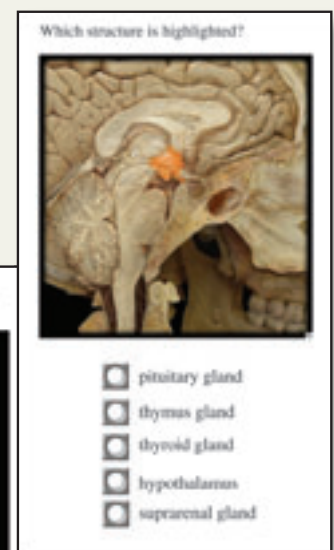 Which structure is highlighted?
pituitary gland
thymus gland
thyroid gland
hypothalamus
suprarenal gland